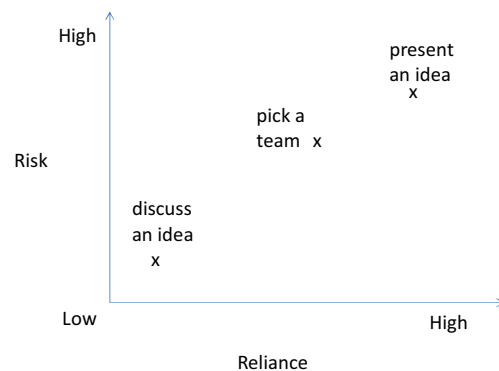 High
present
an idea
x
pick a
team x
Risk
discuss
an idea
x
Low
High
Reliance